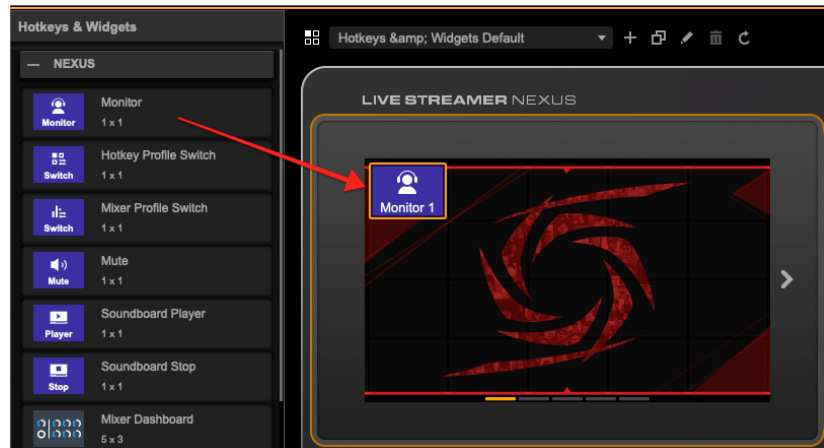 Hotkeys & Widgets
Hotkeys &amp; Widgets Default
— NEXUS
Monitor
Monitor
1 x 1
Switch
Hotkey Profile Switch
1 x 1
Switch
Mixer Profile Switch
1 x 1
Mute
Mute
1 x 1
Player
Soundboard Player
1 x 1
Stop
Soundboard Stop
1 x 1
Mixer Dashboard
5 x 3
LIVE STREAMER NEXUS
Monitor 1